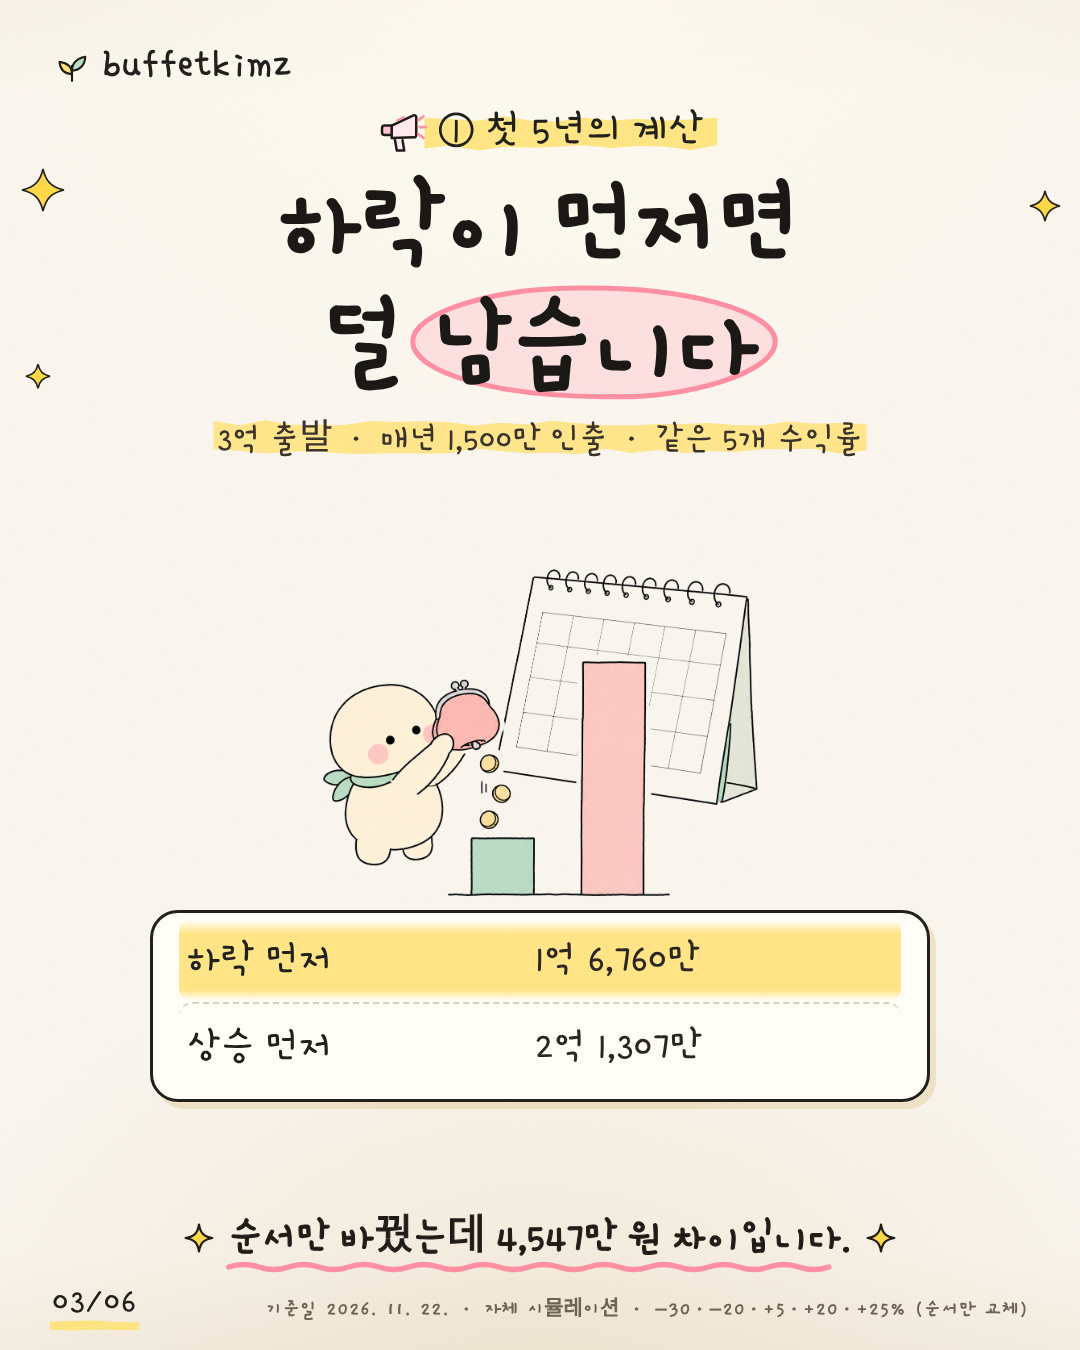 buffetkimz
① 첫 5년의 계산
하락이 먼저면
덜 남습니다
3억 출발 · 매년 1,500만 인출 · 같은 5개 수익률
하락 먼저 1억 6,760만
상승 먼저 2억 1,307만
순서만 바꿨는데 4,547만 원 차이입니다.
03/06
기준일 2026. 11. 22. · 자체 시뮬레이션 · −30·−20·+5·+20·+25% (순서만 교체)